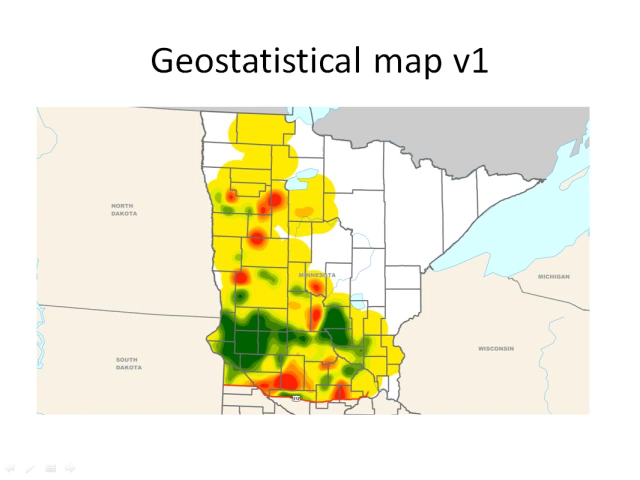 Geostatistical map v1
NORTH
DAKOTA
MINNESOTA
MICHIGAN
WISCONSIN
SOUTH
DAKOTA